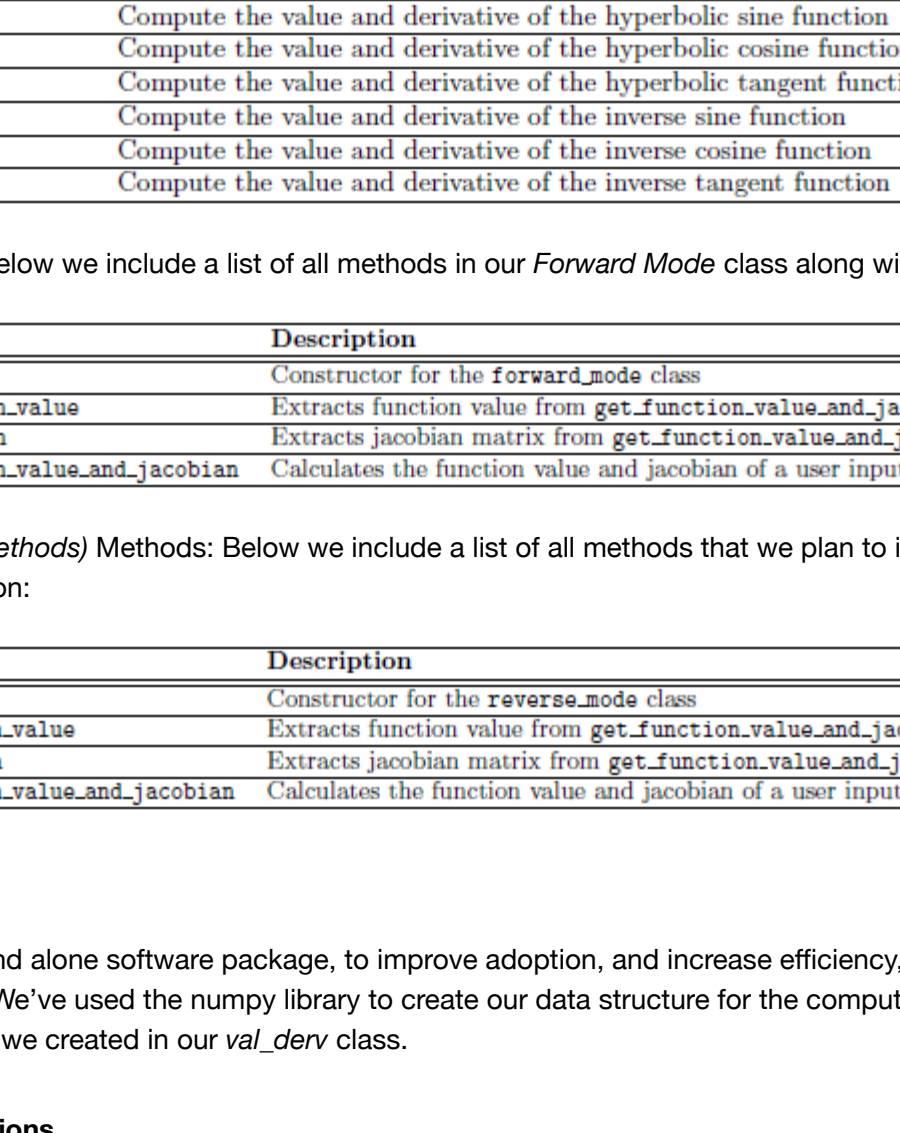 Compute the value and derivative of the hyperbolic sine function
Compute the value and derivative of the hyperbolic cosine functio
Compute the value and derivative of the hyperbolic tangent functi
Compute the value and derivative of the inverse sine function
Compute the value and derivative of the inverse cosine function
Compute the value and derivative of the inverse tangent function
elow we include a list of all methods in our Forward Mode class along wi
Description
Constructor for the forward_mode class
n_value Extracts function value from get_function_value_and_ja
n Extracts jacobian matrix from get_function_value_and_j
n_value_and_jacobian Calculates the function value and jacobian of a user input
ethods) Methods: Below we include a list of all methods that we plan to i
on:
Description
Constructor for the reverse_mode class
_value Extracts function value from get_function_value_and_jac
Extracts jacobian matrix from get_function_value_and_j
_value_and_jacobian Calculates the function value and jacobian of a user input
nd alone software package, to improve adoption, and increase efficiency,
We've used the numpy library to create our data structure for the comput
we created in our val_derv class.
ions